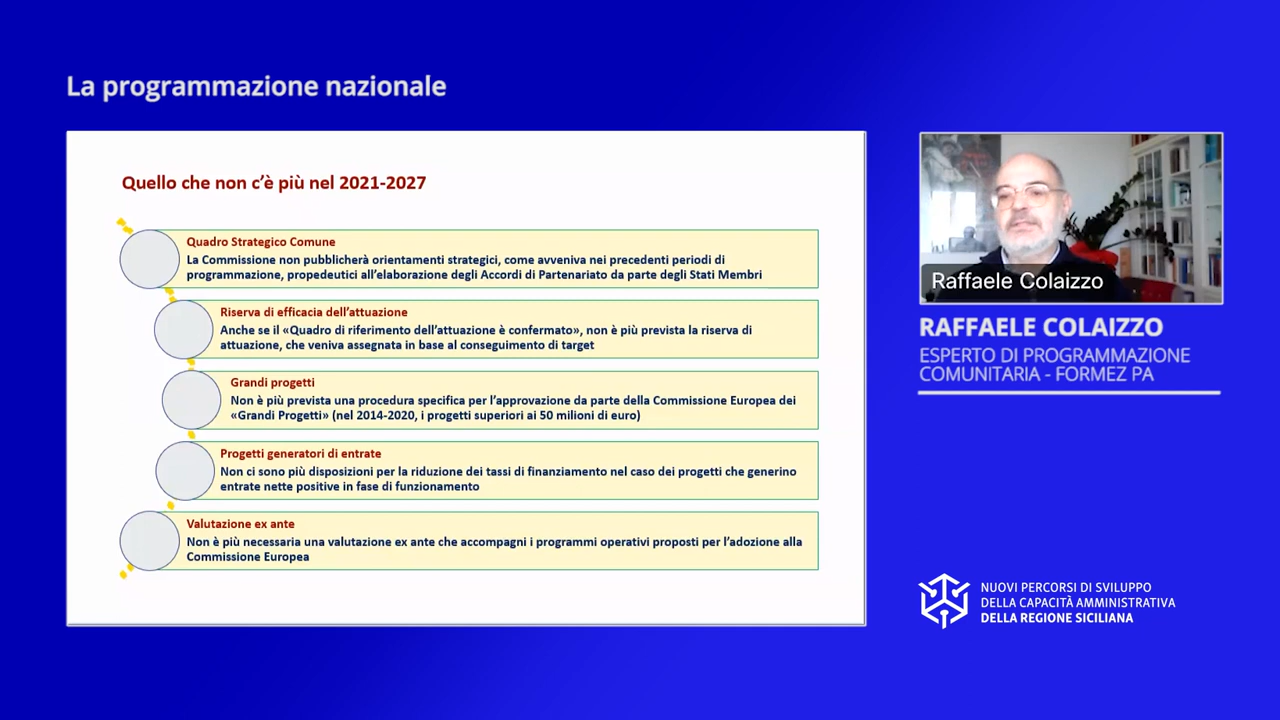 La programmazione nazionale
Quello che non c'è più nel 2021-2027
Quadro Strategico Comune
La Commissione non pubblicherà orientamenti strategici, come avveniva nei precedenti periodi di
programmazione, propedeutici all'elaborazione degli Accordi di Partenariato da parte degli Stati Membri
Riserva di efficacia dell'attuazione
Anche se il «Quadro di riferimento dell'attuazione è confermato», non è più prevista la riserva di
attuazione, che veniva assegnata in base al conseguimento di target
Grandi progetti
Non è più prevista una procedura specifica per l'approvazione da parte della Commissione Europea dei
«Grandi Progetti» (nel 2014-2020, i progetti superiori ai 50 milioni di euro)
Progetti generatori di entrate
Non ci sono più disposizioni per la riduzione dei tassi di finanziamento nel caso dei progetti che generino
entrate nette positive in fase di funzionamento
Valutazione ex ante
Non è più necessaria una valutazione ex ante che accompagni i programmi operativi proposti per l'adozione alla
Commissione Europea
Raffaele Colaizzo
RAFFAELE COLAIZZO
ESPERTO DI PROGRAMMAZIONE
COMUNITARIA - FORMEZ PA
NUOVI PERCORSI DI SVILUPPO
DELLA CAPACITÀ AMMINISTRATIVA
DELLA REGIONE SICILIANA